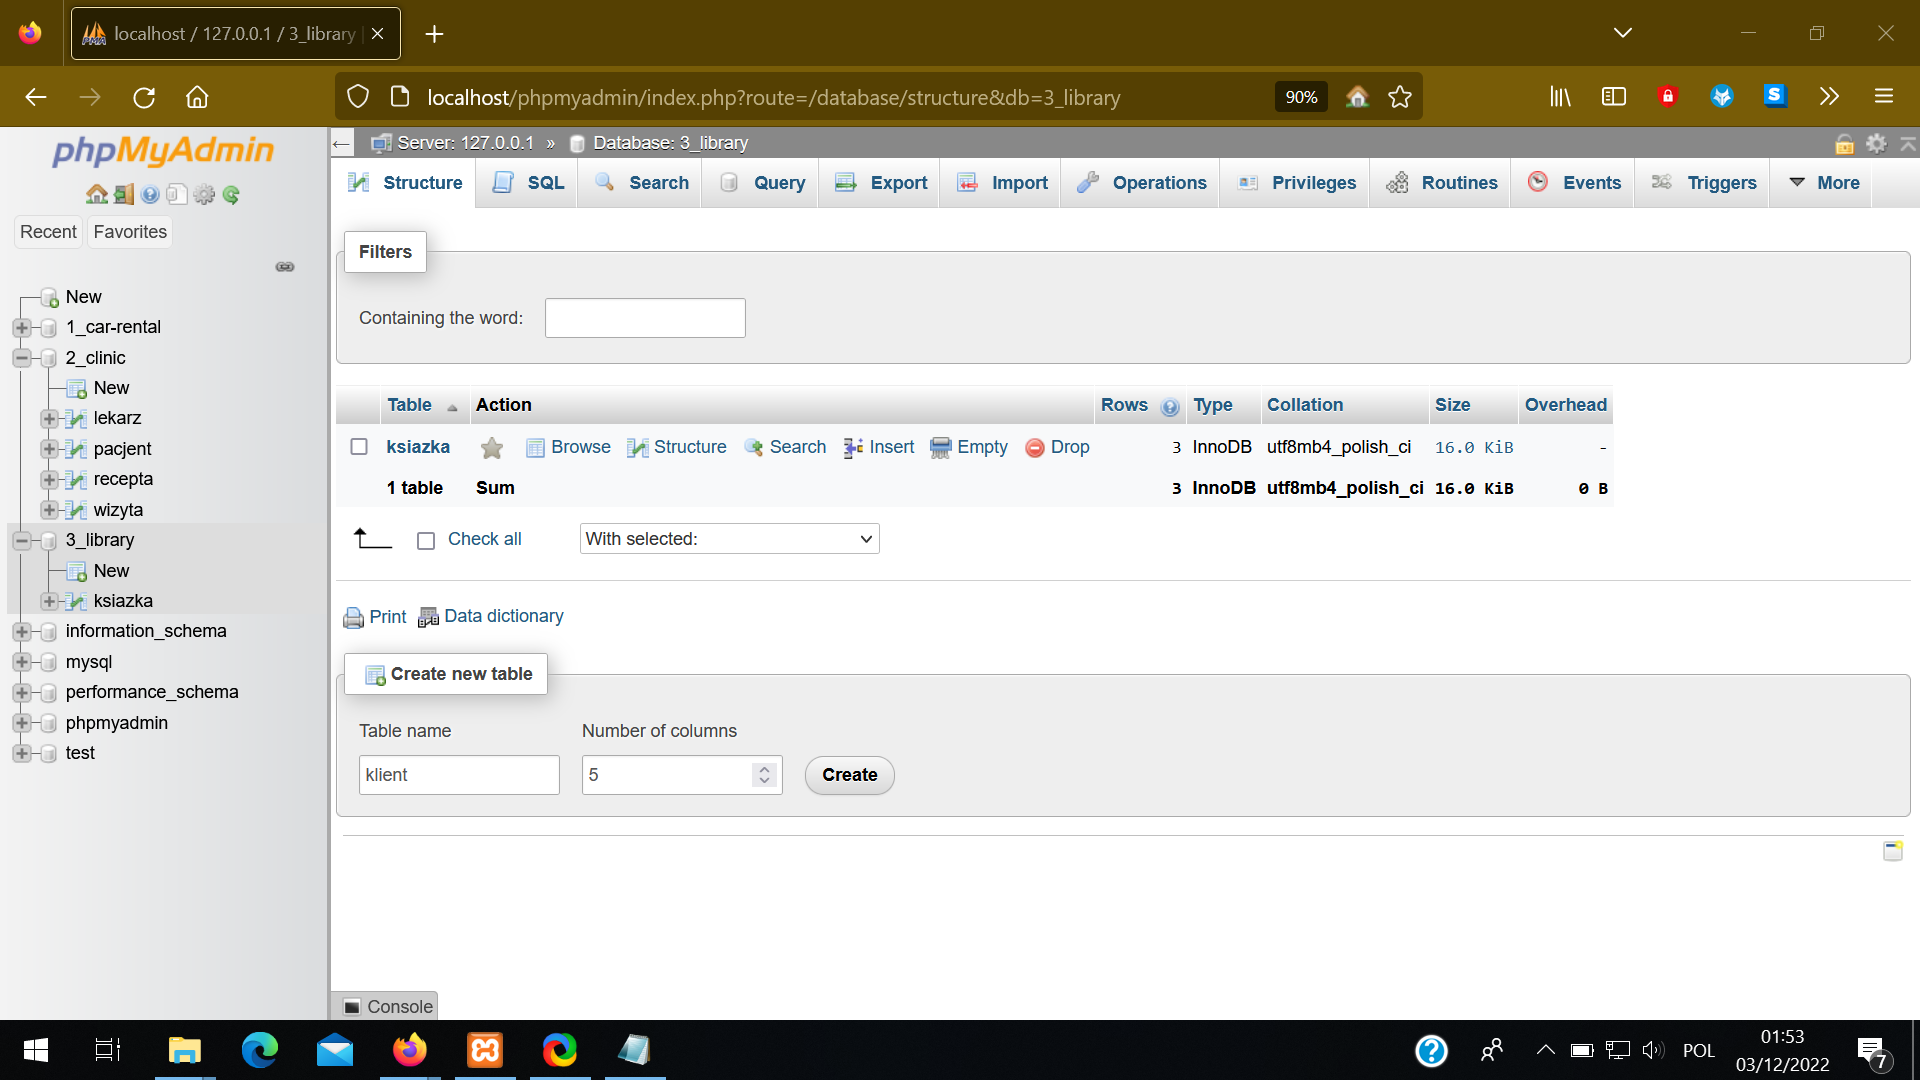 localhost / 127.0.0.1 / 3_library
localhost/phpmyadmin/index.php?route=/database/structure&db=3_library
90%
phpMyAdmin
Recent
Favorites
New
1_car-rental
2_clinic
New
lekarz
pacjent
recepta
wizyta
3_library
New
ksiazka
information_schema
mysql
performance_schema
phpmyadmin
test
Server: 127.0.0.1 » Database: 3_library
Structure SQL Search Query Export Import Operations Privileges Routines Events Triggers More
Filters
Containing the word:
Table Action Rows Type Collation Size Overhead
ksiazka Browse Structure Search Insert Empty Drop 3 InnoDB utf8mb4_polish_ci 16.0 KiB -
1 table Sum 3 InnoDB utf8mb4_polish_ci 16.0 KiB 0 B
Check all With selected:
Print Data dictionary
Create new table
Table name Number of columns
klient 5 Create
Console
POL
01:53
03/12/2022
7